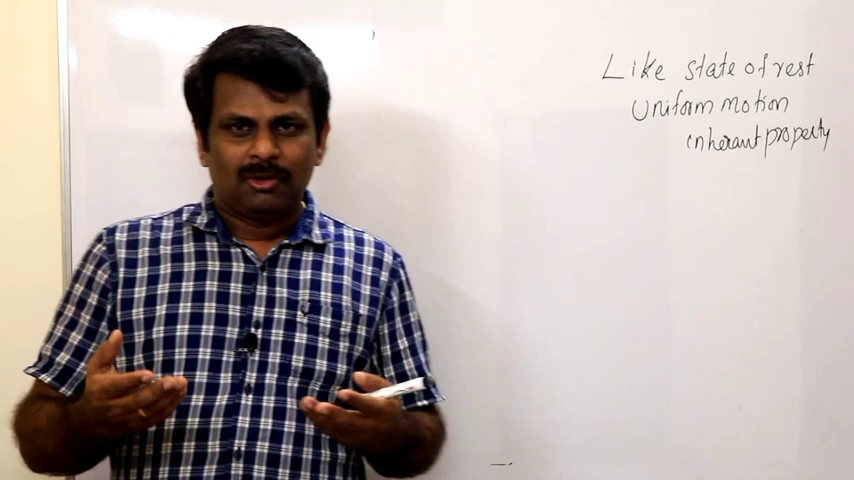 Like state of rest
Uniform motion
inherant property